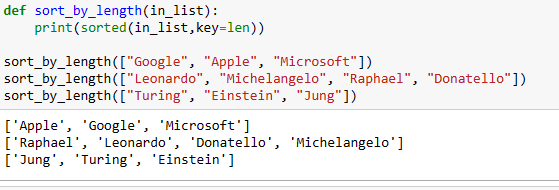 def sort_by_length(in_list):
    print(sorted(in_list,key=len))
sort_by_length(["Google", "Apple", "Microsoft"])
sort_by_length(["Leonardo", "Michelangelo", "Raphael", "Donatello"])
sort_by_length(["Turing", "Einstein", "Jung"])
['Apple', 'Google', 'Microsoft']
['Raphael', 'Leonardo', 'Donatello', 'Michelangelo']
['Jung', 'Turing', 'Einstein']